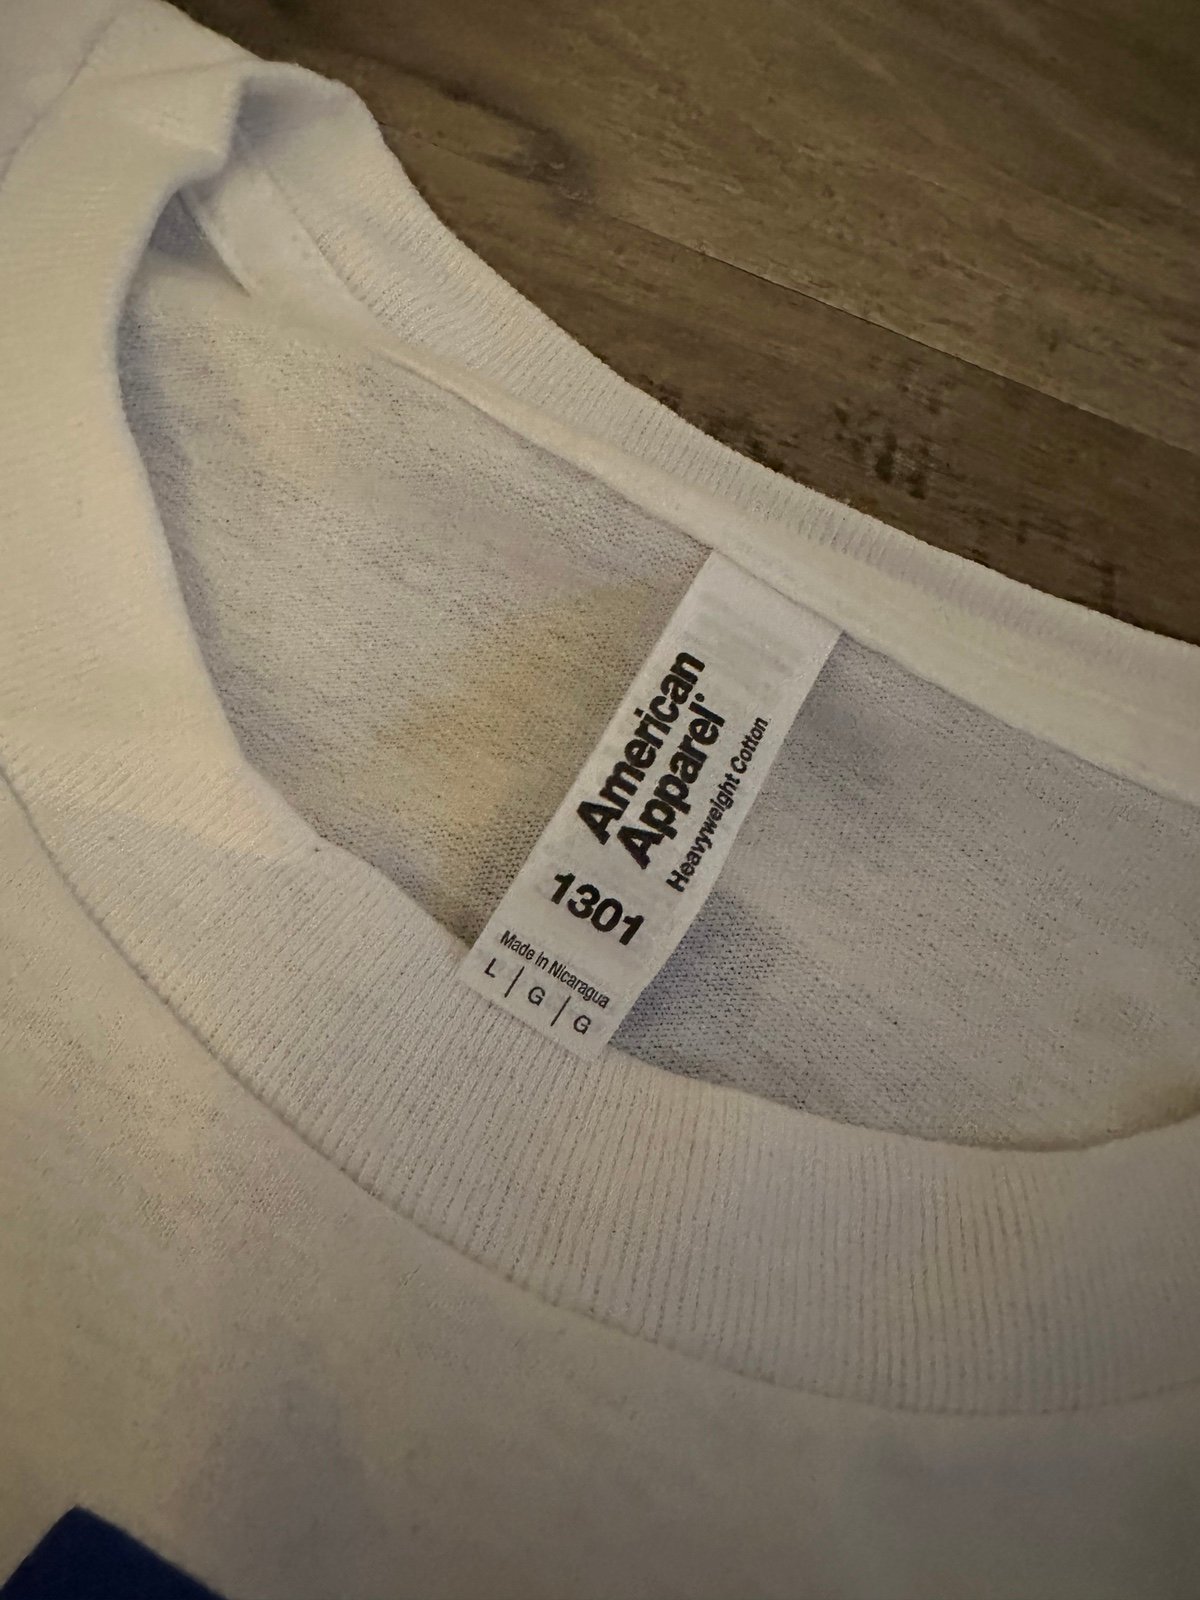 American
Apparel®
Heavyweight Cotton
1301
Made in Nicaragua
L | G | G